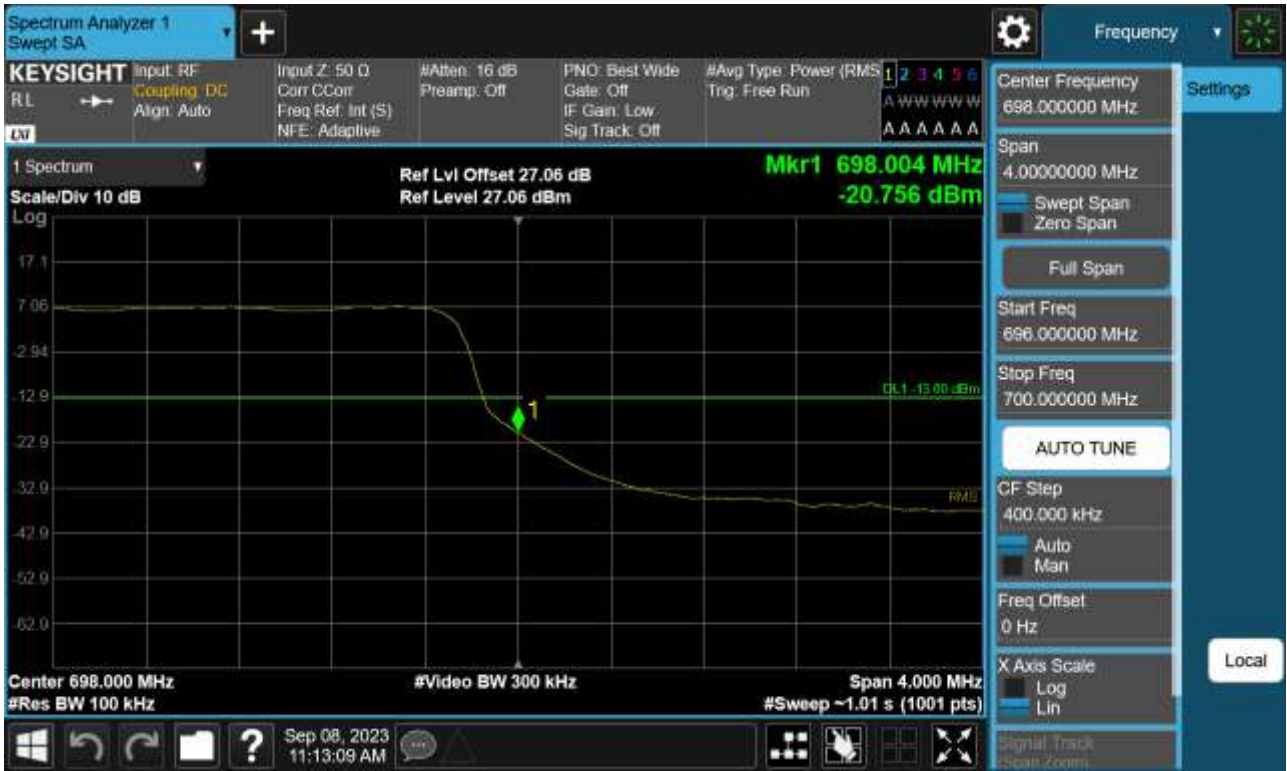 Spectrum Analyzer 1
Swept SA
+
Frequency
KEYSIGHT
RL
LXI
Input: RF
Coupling: DC
Align: Auto
Input Z: 50 Ω
Corr CCorr
Freq Ref: Int (S)
NFE: Adaptive
#Atten: 16 dB
Preamp: Off
PNO: Best Wide
Gate: Off
IF Gain: Low
Sig Track: Off
#Avg Type: Power (RMS
Trig: Free Run
1 2 3 4 5 6
A W W W W W
A A A A A A
1 Spectrum
Scale/Div 10 dB
Log
Ref Lvl Offset 27.06 dB
Ref Level 27.06 dBm
Mkr1 698.004 MHz
-20.756 dBm
17.1
7.06
-2.94
-12.9
-22.9
-32.9
-42.9
-52.9
-62.9
DL1 -13.00 dBm
1
RMS
Center 698.000 MHz
#Res BW 100 kHz
#Video BW 300 kHz
Span 4.000 MHz
#Sweep ~1.01 s (1001 pts)
Center Frequency
698.000000 MHz
Settings
Span
4.00000000 MHz
Swept Span
Zero Span
Full Span
Start Freq
696.000000 MHz
Stop Freq
700.000000 MHz
AUTO TUNE
CF Step
400.000 kHz
Auto
Man
Freq Offset
0 Hz
X Axis Scale
Log
Lin
Local
Signal Track
(Span Zoom)
?
Sep 08, 2023
11:13:09 AM